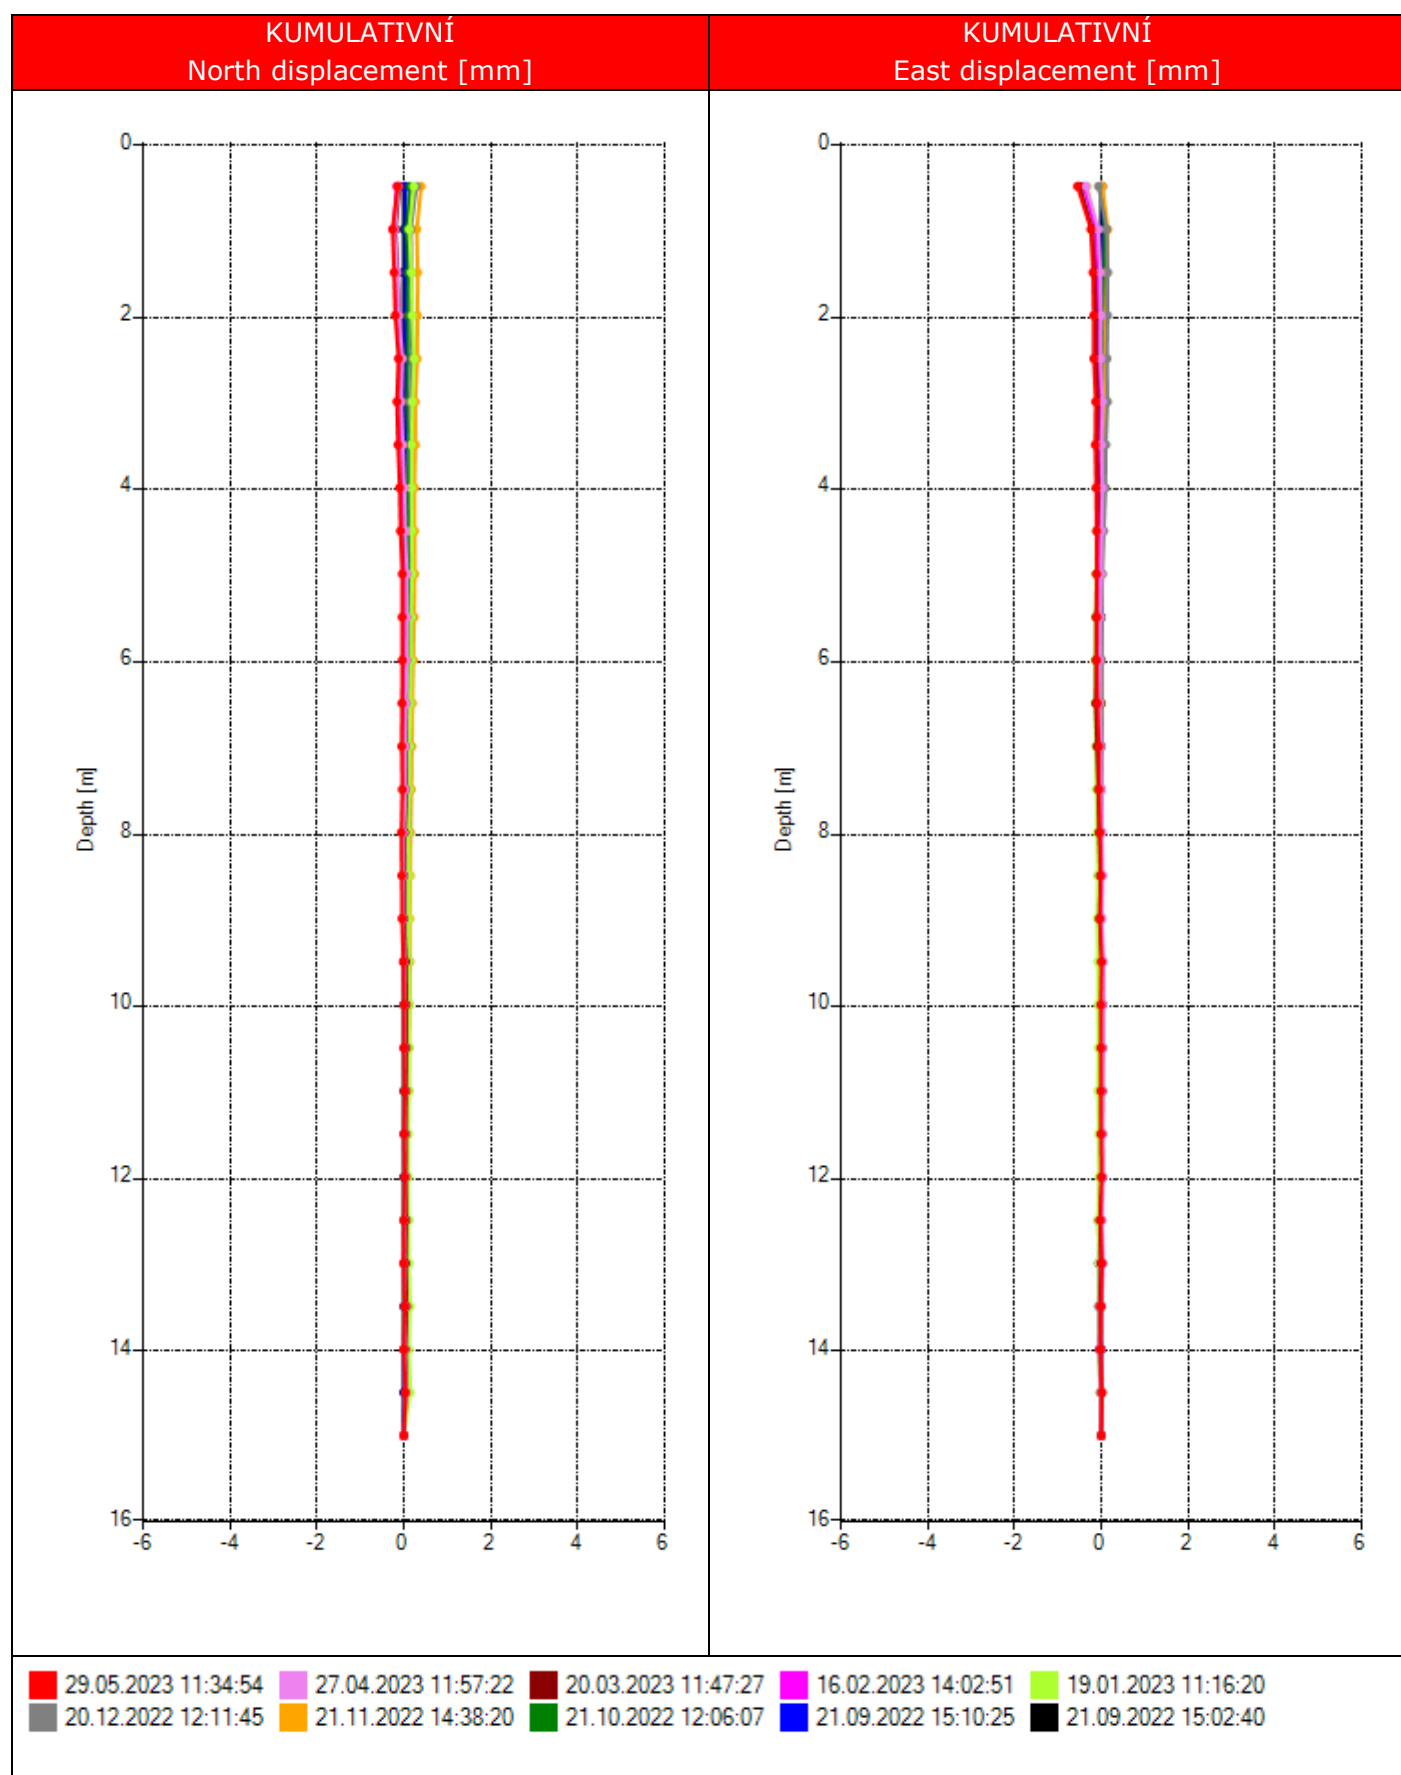 KUMULATIVNÍ
North displacement [mm]
KUMULATIVNÍ
East displacement [mm]
0
2
4
6
8
10
12
14
16
Depth [m]
-6 -4 -2 0 2 4 6
0
2
4
6
8
10
12
14
16
Depth [m]
-6 -4 -2 0 2 4 6
29.05.2023 11:34:54 27.04.2023 11:57:22 20.03.2023 11:47:27 16.02.2023 14:02:51 19.01.2023 11:16:20
20.12.2022 12:11:45 21.11.2022 14:38:20 21.10.2022 12:06:07 21.09.2022 15:10:25 21.09.2022 15:02:40